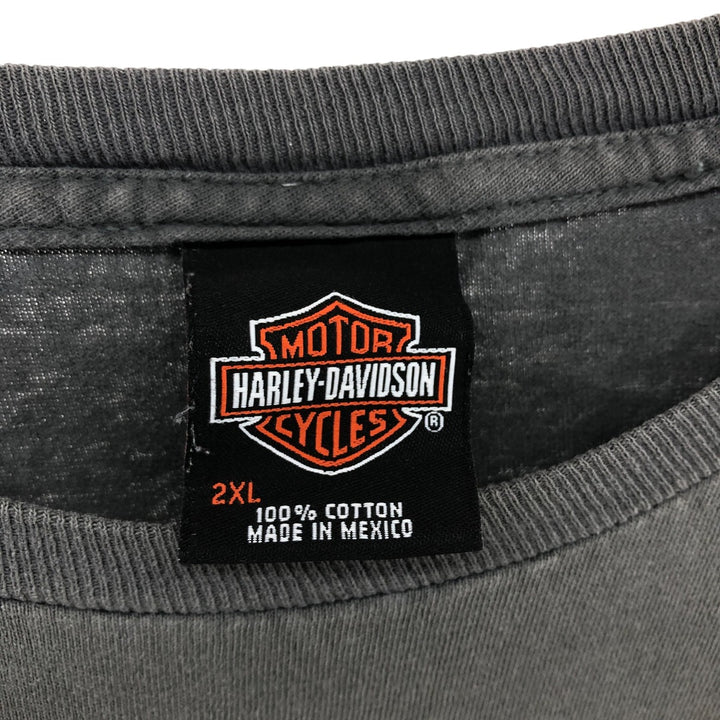 MOTOR
HARLEY-DAVIDSON
CYCLES
®
2XL
100% COTTON
MADE IN MEXICO